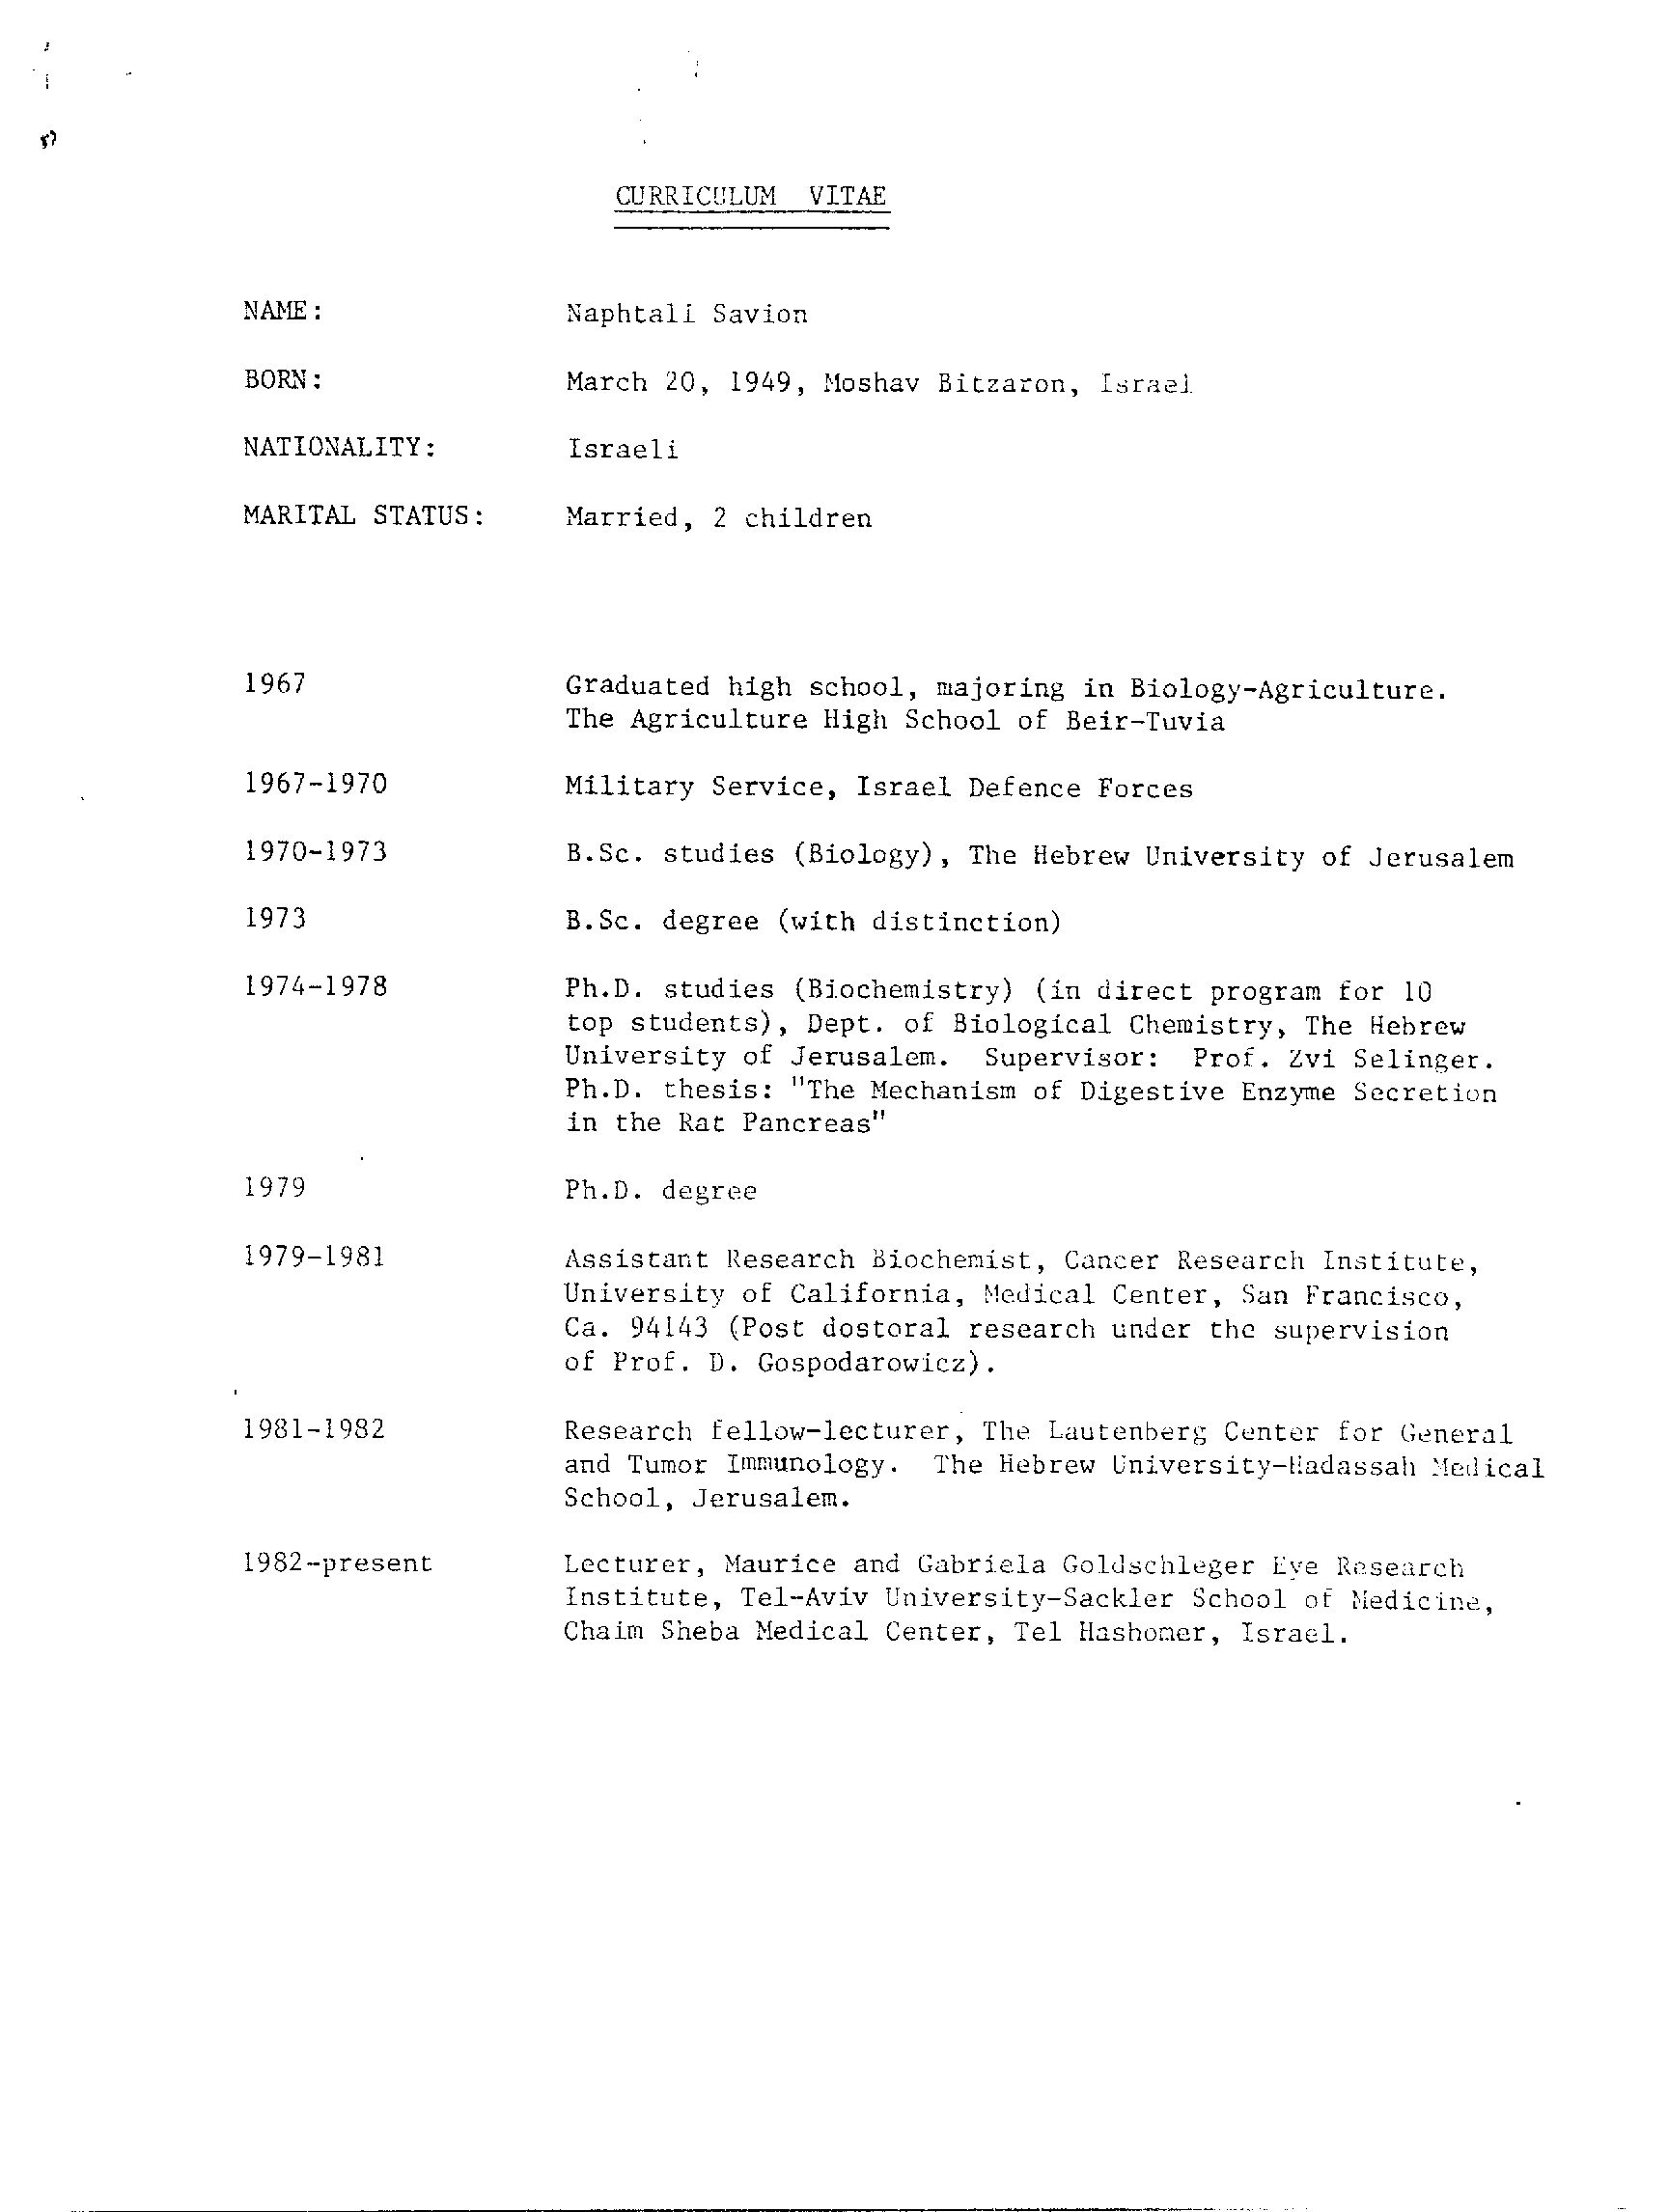 CURRICULUM VITAE
NAME: Naphtali Savion
BORN: March 20, 1949, Moshav Bitzaron, Israel
NATIONALITY: Israeli
MARITAL STATUS: Married, 2 children
1967 Graduated high school, majoring in Biology-Agriculture.
The Agriculture High School of Beir-Tuvia
1967-1970 Military Service, Israel Defence Forces
1970-1973 B.Sc. studies (Biology), The Hebrew University of Jerusalem
1973 B.Sc. degree (with distinction)
1974-1978 Ph.D. studies (Biochemistry) (in direct program for 10
top students), Dept. of Biological Chemistry, The Hebrew
University of Jerusalem. Supervisor: Prof. Zvi Selinger.
Ph.D. thesis: "The Mechanism of Digestive Enzyme Secretion
in the Rat Pancreas"
1979 Ph.D. degree
1979-1981 Assistant Research Biochemist, Cancer Research Institute,
University of California, Medical Center, San Francisco,
Ca. 94143 (Post dostoral research under the supervision
of Prof. D. Gospodarowicz).
1981-1982 Research fellow-lecturer, The Lautenberg Center for General
and Tumor Immunology. The Hebrew University-Hadassah Medical
School, Jerusalem.
1982-present Lecturer, Maurice and Gabriela Goldschleger Eye Research
Institute, Tel-Aviv University-Sackler School of Medicine,
Chaim Sheba Medical Center, Tel Hashomer, Israel.